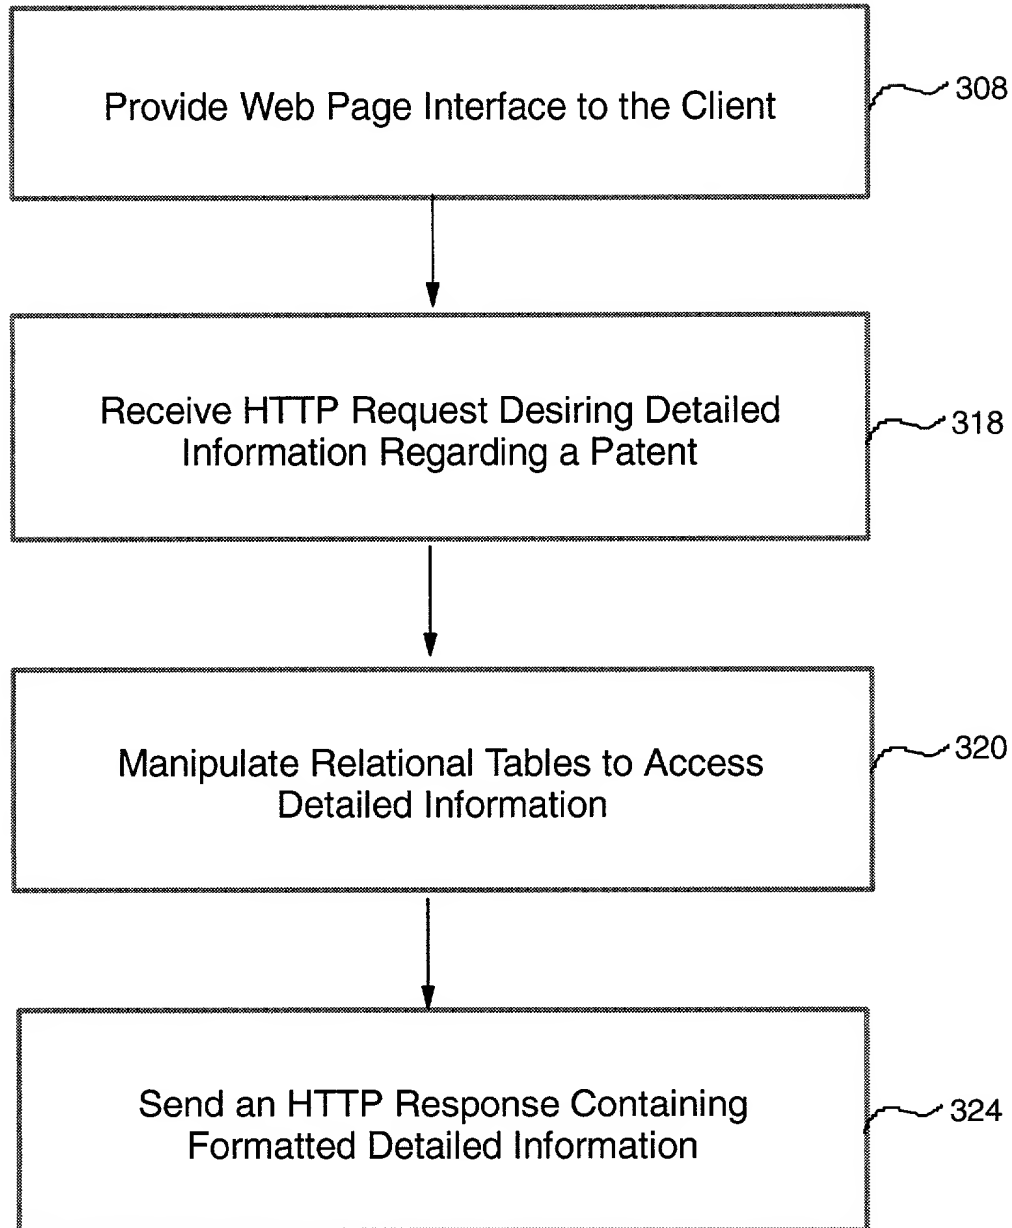 Provide Web Page Interface to the Client
308
Receive HTTP Request Desiring Detailed
Information Regarding a Patent
318
Manipulate Relational Tables to Access
Detailed Information
320
Send an HTTP Response Containing
Formatted Detailed Information
324